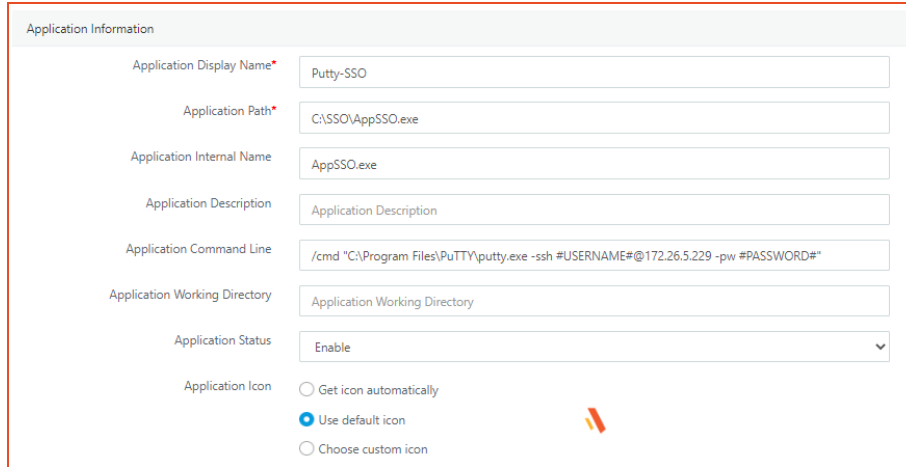 Application Information
Application Display Name*
Putty-SSO
Application Path*
C:\SSO\AppSSO.exe
Application Internal Name
AppSSO.exe
Application Description
Application Description
Application Command Line
/cmd "C:\Program Files\PuTTY\putty.exe -ssh #USERNAME#@172.26.5.229 -pw #PASSWORD#"
Application Working Directory
Application Working Directory
Application Status
Enable
Application Icon
Get icon automatically
Use default icon
Choose custom icon